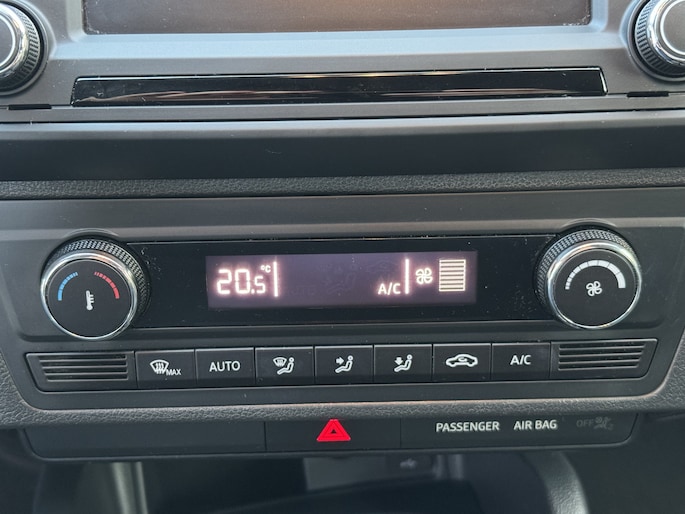 20.5 °C A/C
MAX AUTO A/C
PASSENGER AIR BAG OFF